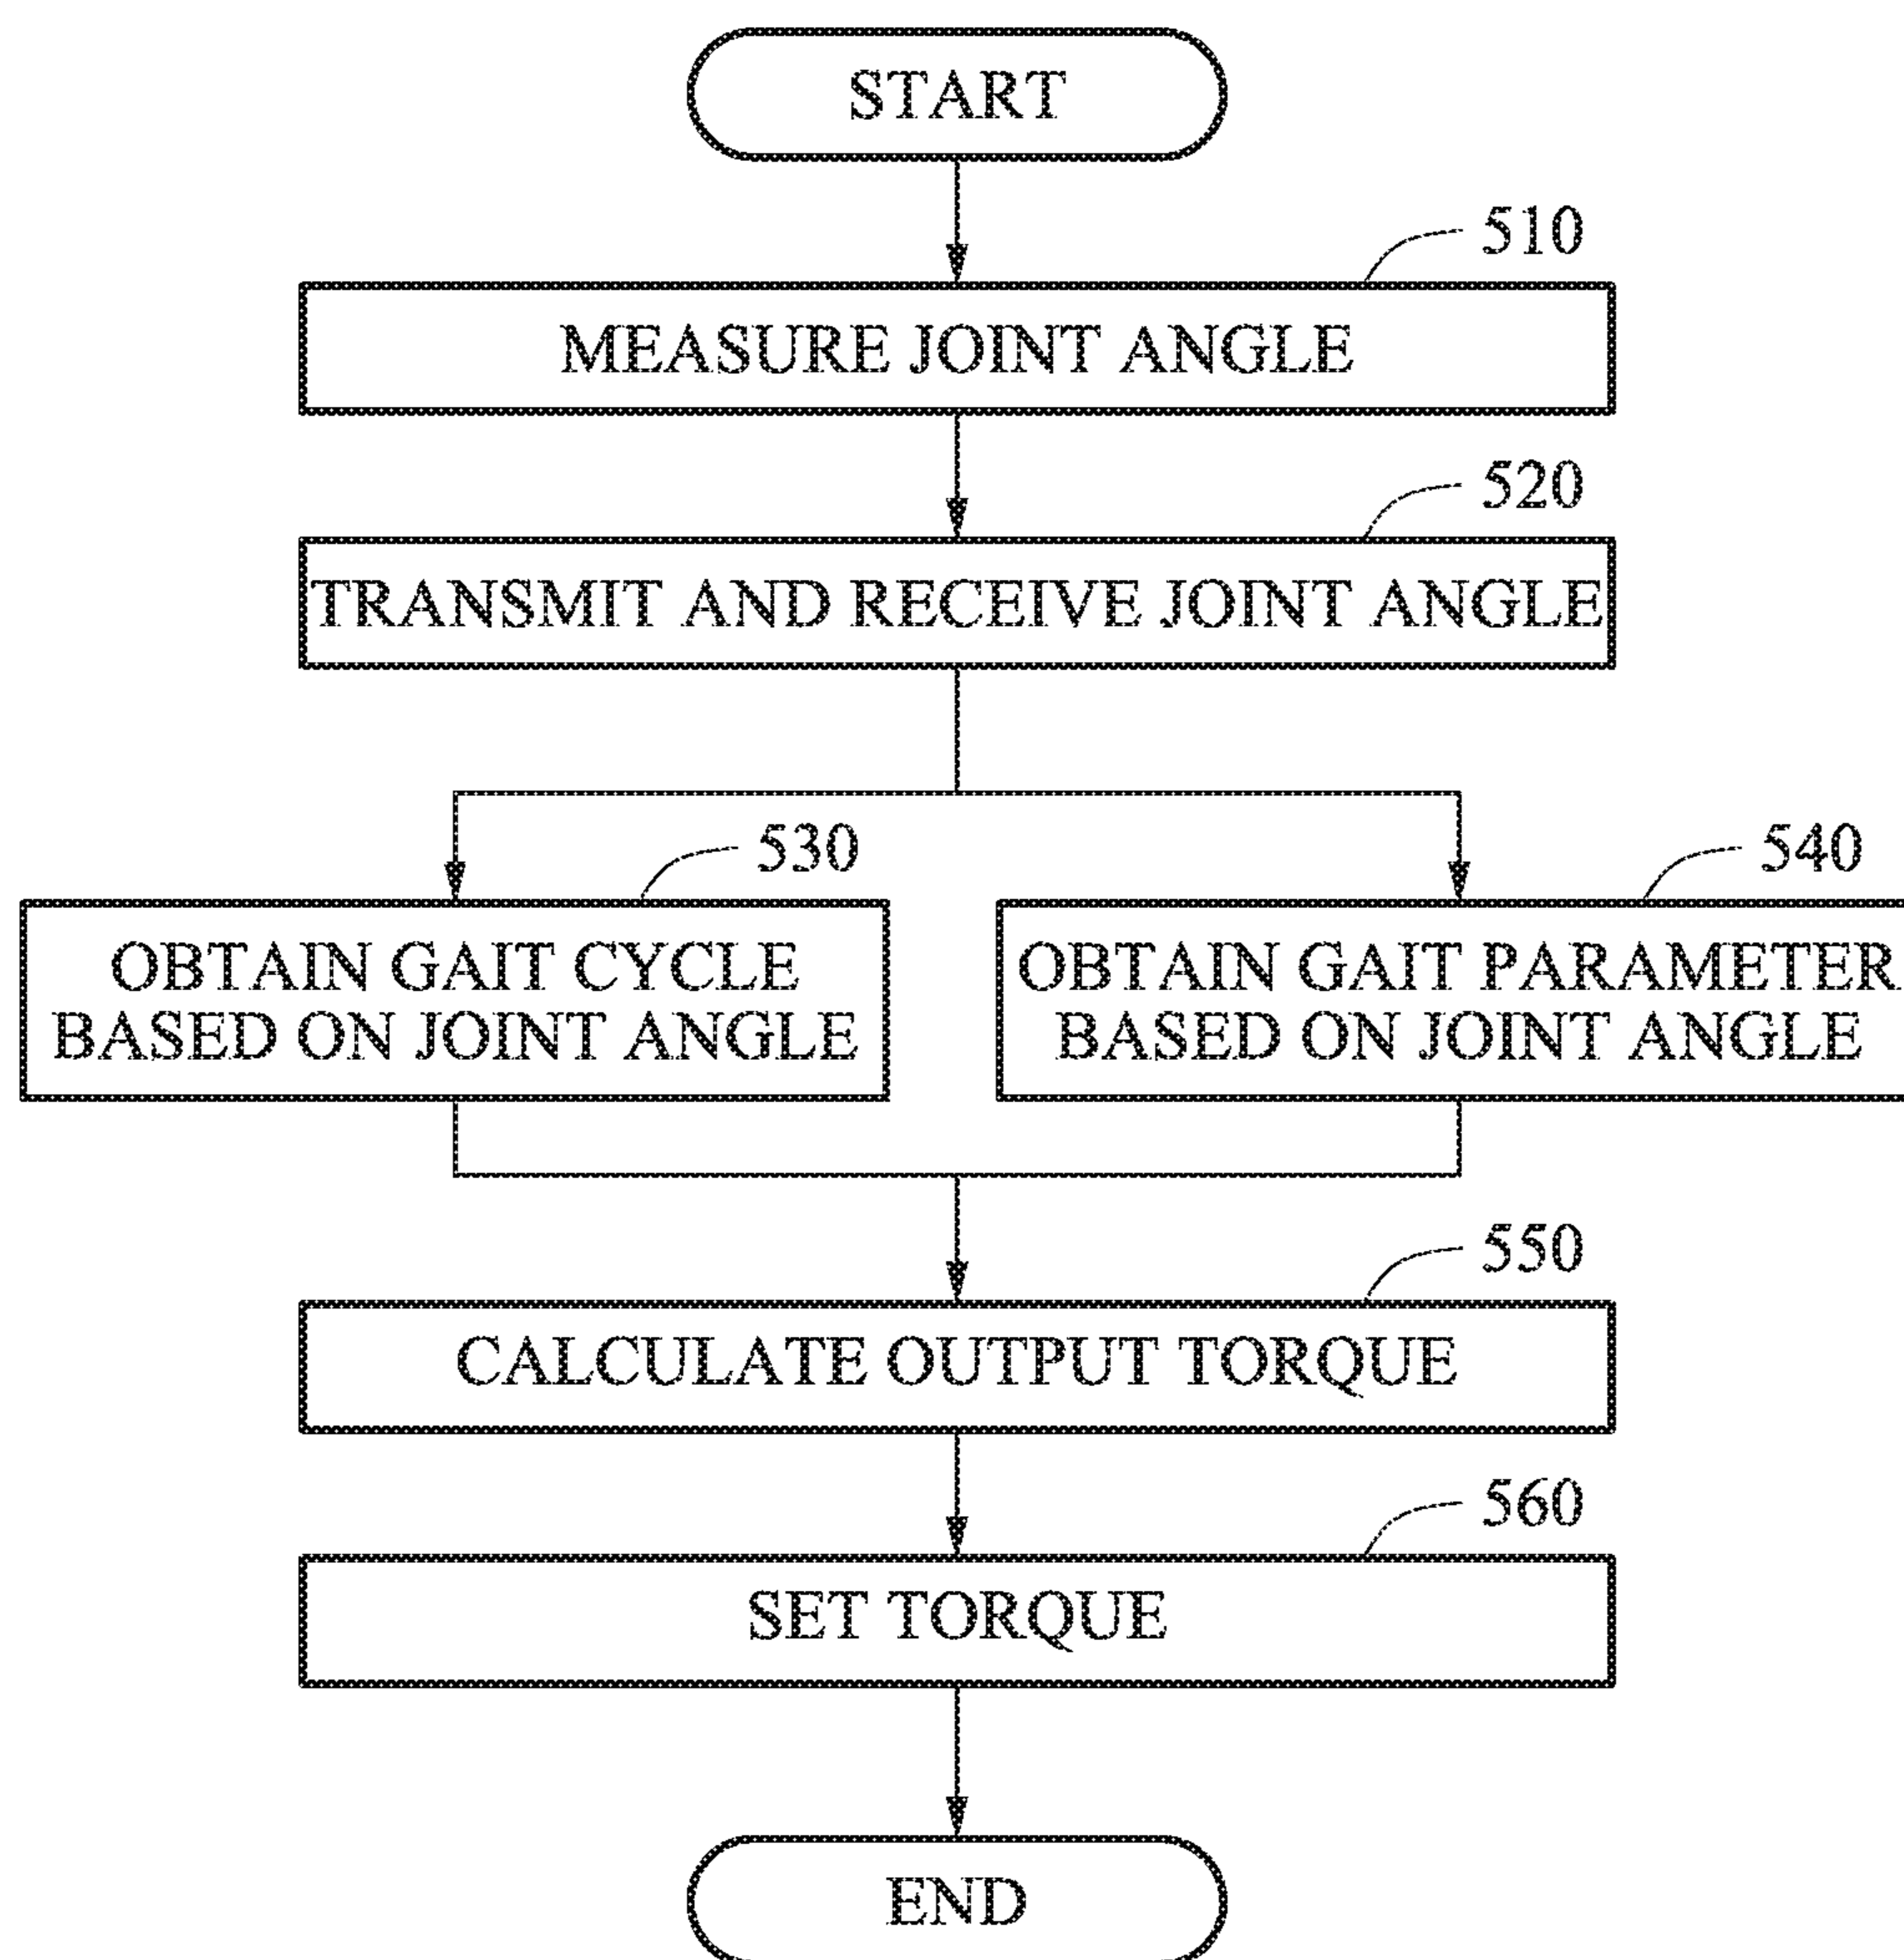 START
510
MEASURE JOINT ANGLE
520
TRANSMIT AND RECEIVE JOINT ANGLE
530
OBTAIN GAIT CYCLE
BASED ON JOINT ANGLE
540
OBTAIN GAIT PARAMETER
BASED ON JOINT ANGLE
550
CALCULATE OUTPUT TORQUE
560
SET TORQUE
END